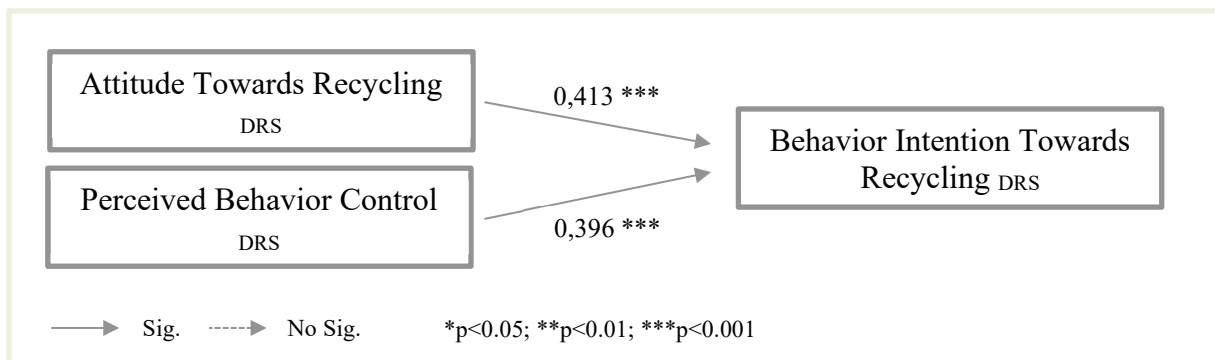 Attitude Towards Recycling
DRS
0,413 ***
Behavior Intention Towards
Recycling DRS
Perceived Behavior Control
DRS
0,396 ***
Sig.
No Sig.
*p<0.05; **p<0.01; ***p<0.001